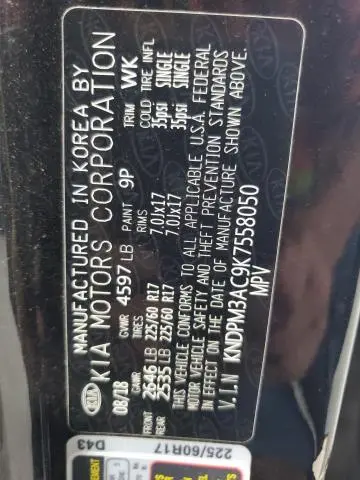 MANUFACTURED IN KOREA BY
KIA MOTORS CORPORATION
KIA
08/18 GVWR 4597 LB PAINT 9P TRIM WK
GAWR TIRES RIMS COLD TIRE INFL
FRONT 2646 LB 225/60 R17 7.0Jx17 35psi SINGLE
REAR 2535 LB 225/60 R17 7.0Jx17 35psi SINGLE
THIS VEHICLE CONFORMS TO ALL APPLICABLE U.S.A. FEDERAL
MOTOR VEHICLE SAFETY AND THEFT PREVENTION STANDARDS
IN EFFECT ON THE DATE OF MANUFACTURE SHOWN ABOVE.
V.I.N KNDPM3AC9K7558050
MPV
D43
225/60R17